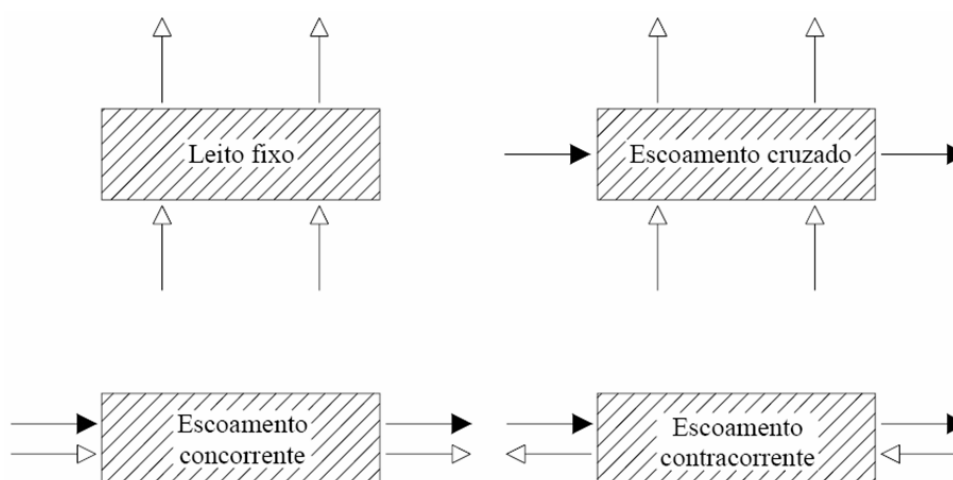 Leito fixo
Escoamento cruzado
Escoamento
concorrente
Escoamento
contracorrente